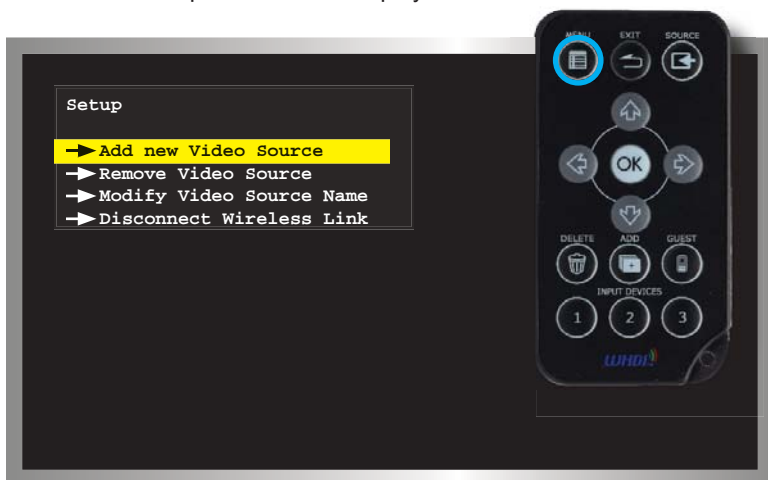 Setup
Add new Video Source
Remove Video Source
Modify Video Source Name
Disconnect Wireless Link
MENU EXIT SOURCE
OK
DELETE ADD GUEST
INPUT DEVICES
1 2 3
WHDI